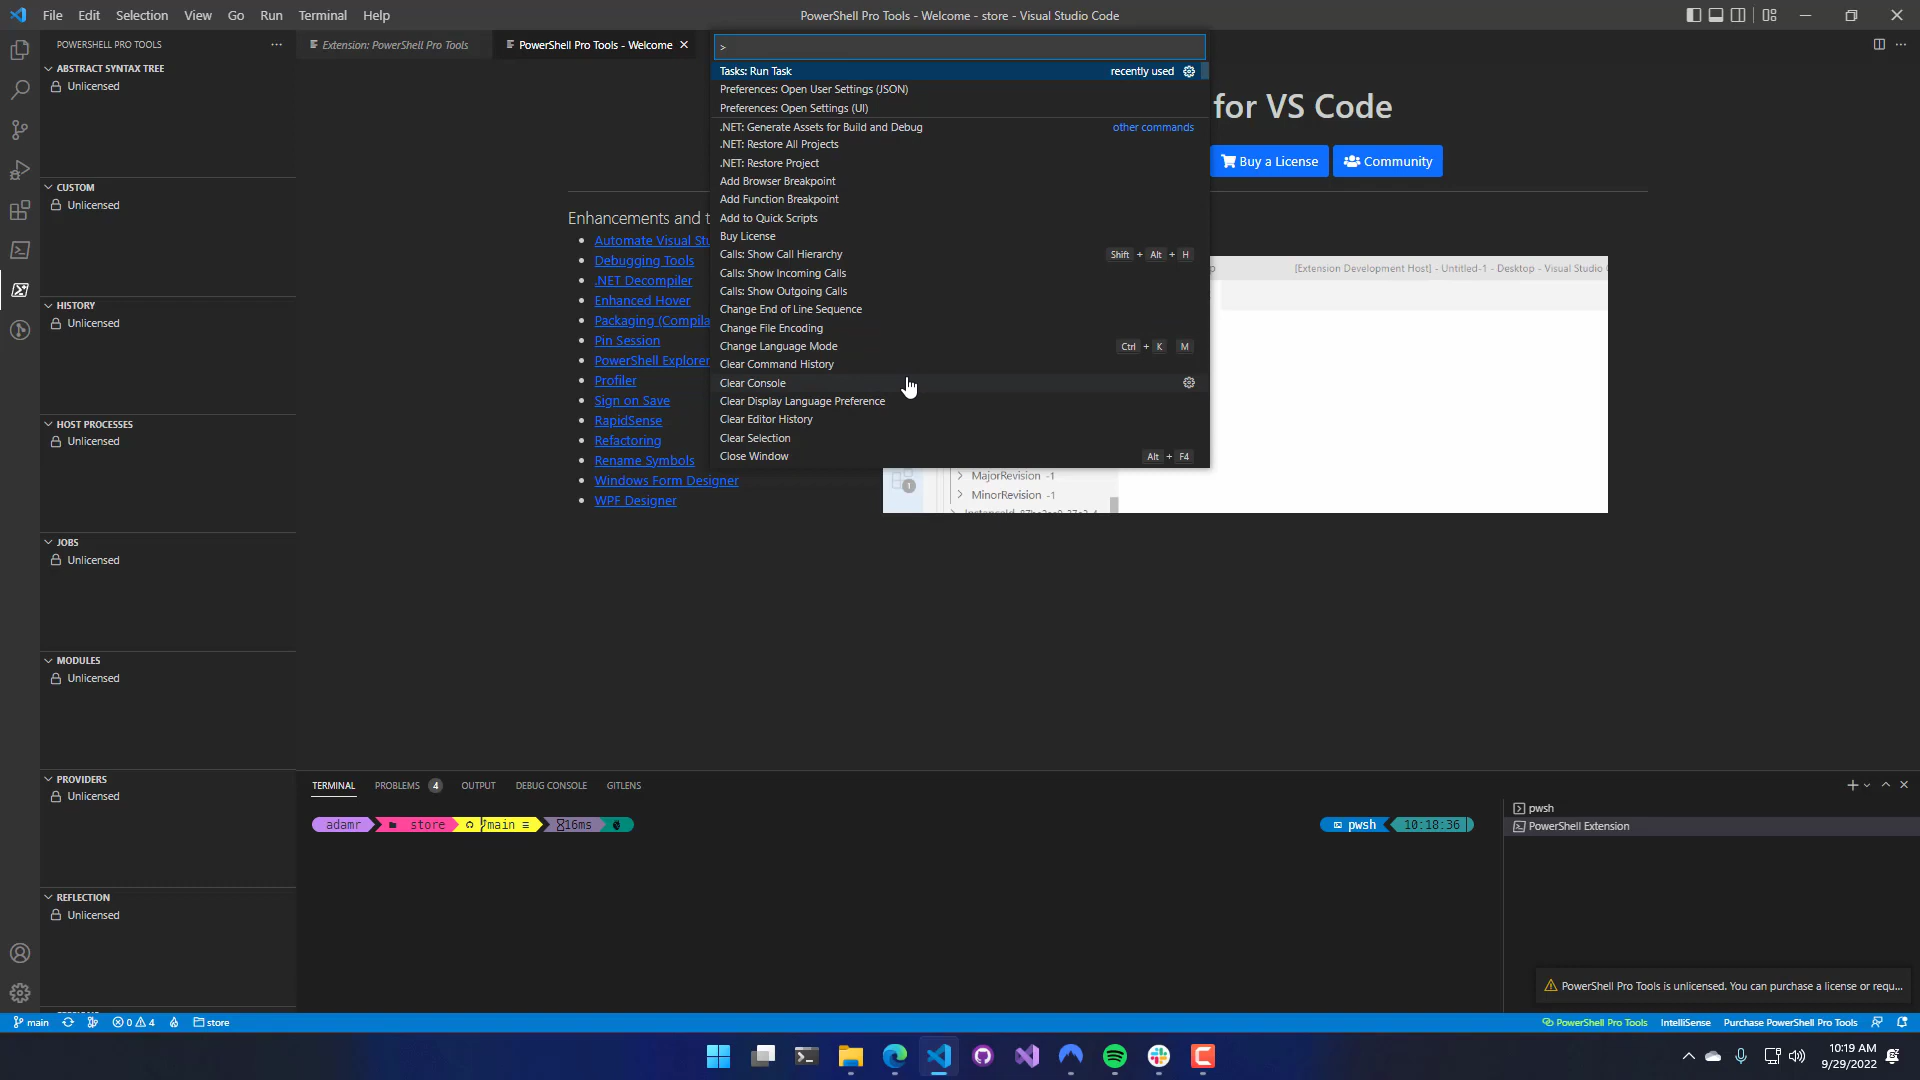 File Edit Selection View Go Run Terminal Help
PowerShell Pro Tools - Welcome - store - Visual Studio Code
POWERSHELL PRO TOOLS
ABSTRACT SYNTAX TREE
Unlicensed
CUSTOM
Unlicensed
HISTORY
Unlicensed
HOST PROCESSES
Unlicensed
JOBS
Unlicensed
MODULES
Unlicensed
PROVIDERS
Unlicensed
REFLECTION
Unlicensed
Extension: PowerShell Pro Tools
PowerShell Pro Tools - Welcome
>
Tasks: Run Task recently used
Preferences: Open User Settings (JSON)
Preferences: Open Settings (UI)
.NET: Generate Assets for Build and Debug other commands
.NET: Restore All Projects
.NET: Restore Project
Add Browser Breakpoint
Add Function Breakpoint
Add to Quick Scripts
Buy License
Calls: Show Call Hierarchy Shift + Alt + H
Calls: Show Incoming Calls
Calls: Show Outgoing Calls
Change End of Line Sequence
Change File Encoding
Change Language Mode Ctrl + K M
Clear Command History
Clear Console
Clear Display Language Preference
Clear Editor History
Clear Selection
Close Window Alt + F4
for VS Code
Buy a License Community
Enhancements and t
Automate Visual Stu
Debugging Tools
.NET Decompiler
Enhanced Hover
Packaging (Compila
Pin Session
PowerShell Explorer
Profiler
Sign on Save
RapidSense
Refactoring
Rename Symbols
Windows Form Designer
WPF Designer
[Extension Development Host] - Untitled-1 - Desktop - Visual Studio
1
MajorRevision -1
MinorRevision -1
TERMINAL PROBLEMS 4 OUTPUT DEBUG CONSOLE GITLENS
adamr store main ≡ 16ms
pwsh 10:18:36
pwsh
PowerShell Extension
PowerShell Pro Tools is unlicensed. You can purchase a license or requ...
main 0 4 store
PowerShell Pro Tools IntelliSense Purchase PowerShell Pro Tools
10:19 AM
9/29/2022